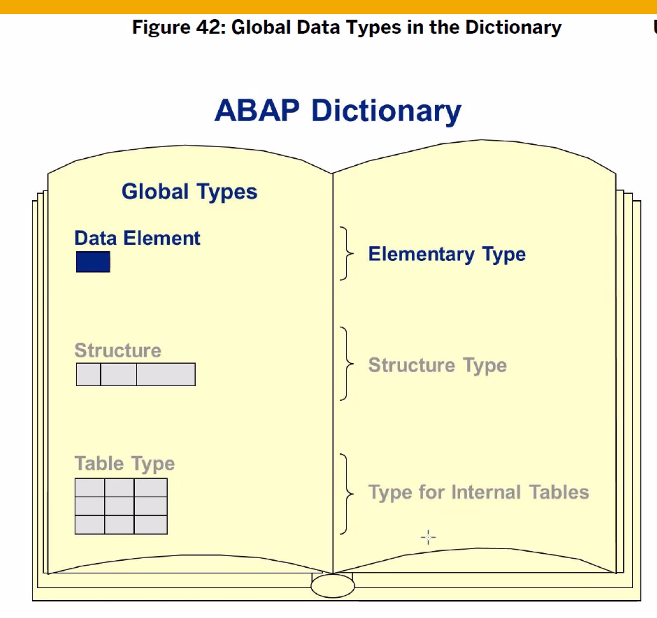 Figure 42: Global Data Types in the Dictionary
ABAP Dictionary
Global Types
Data Element
Elementary Type
Structure
Structure Type
Table Type
Type for Internal Tables